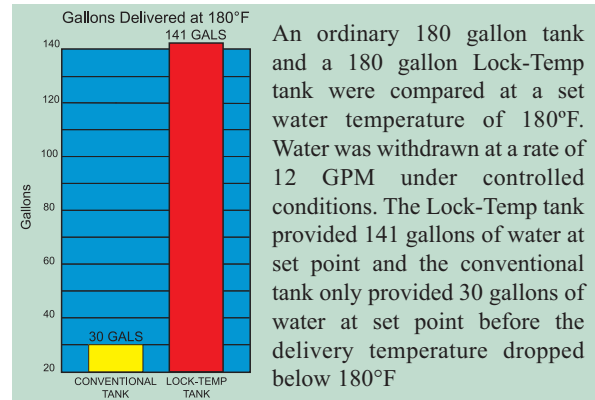 Gallons Delivered at 180°F
141 GALS
140
120
100
80
60
40
20
Gallons
30 GALS
CONVENTIONAL
TANK
LOCK-TEMP
TANK
An ordinary 180 gallon tank
and a 180 gallon Lock-Temp
tank were compared at a set
water temperature of 180ºF.
Water was withdrawn at a rate of
12 GPM under controlled
conditions. The Lock-Temp tank
provided 141 gallons of water at
set point and the conventional
tank only provided 30 gallons of
water at set point before the
delivery temperature dropped
below 180°F